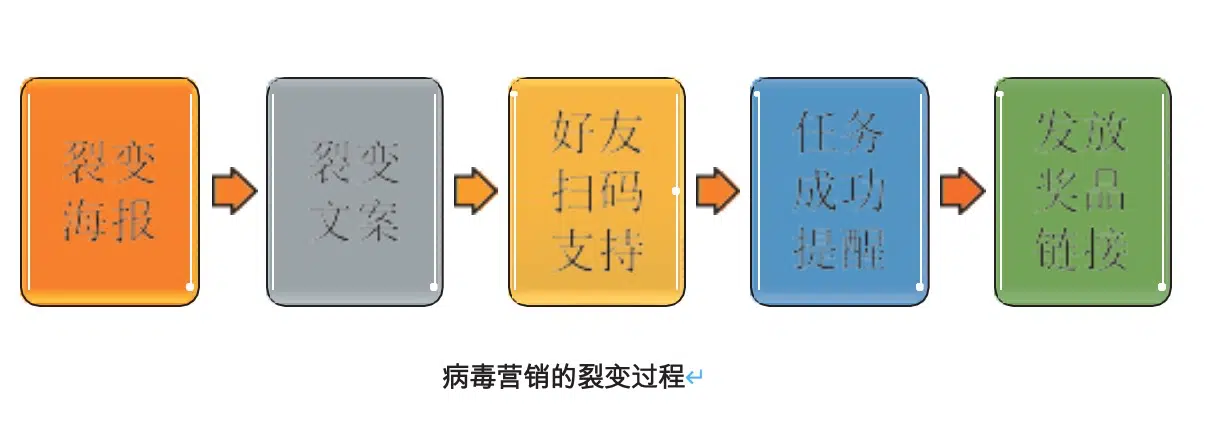 裂变
海报
裂变
文案
好友
扫码
支持
任务
成功
提醒
发放
奖品
链接
病毒营销的裂变过程